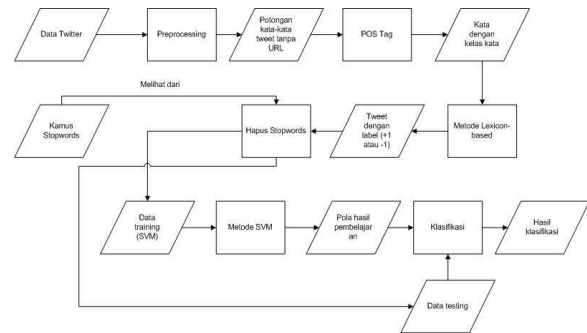 Data Twitter
Preprocessing
Potongan
kata-kata
tweet tanpa
URL
POS Tag
Kata
dengan
kelas kata
Melihat dari
Kamus
Stopwords
Hapus Stopwords
Tweet
dengan
label (+1
atau -1)
Metode Lexicon-
based
Data
training
(SVM)
Metode SVM
Pola hasil
pembelajar
an
Klasifikasi
Hasil
klasifikasi
Data testing